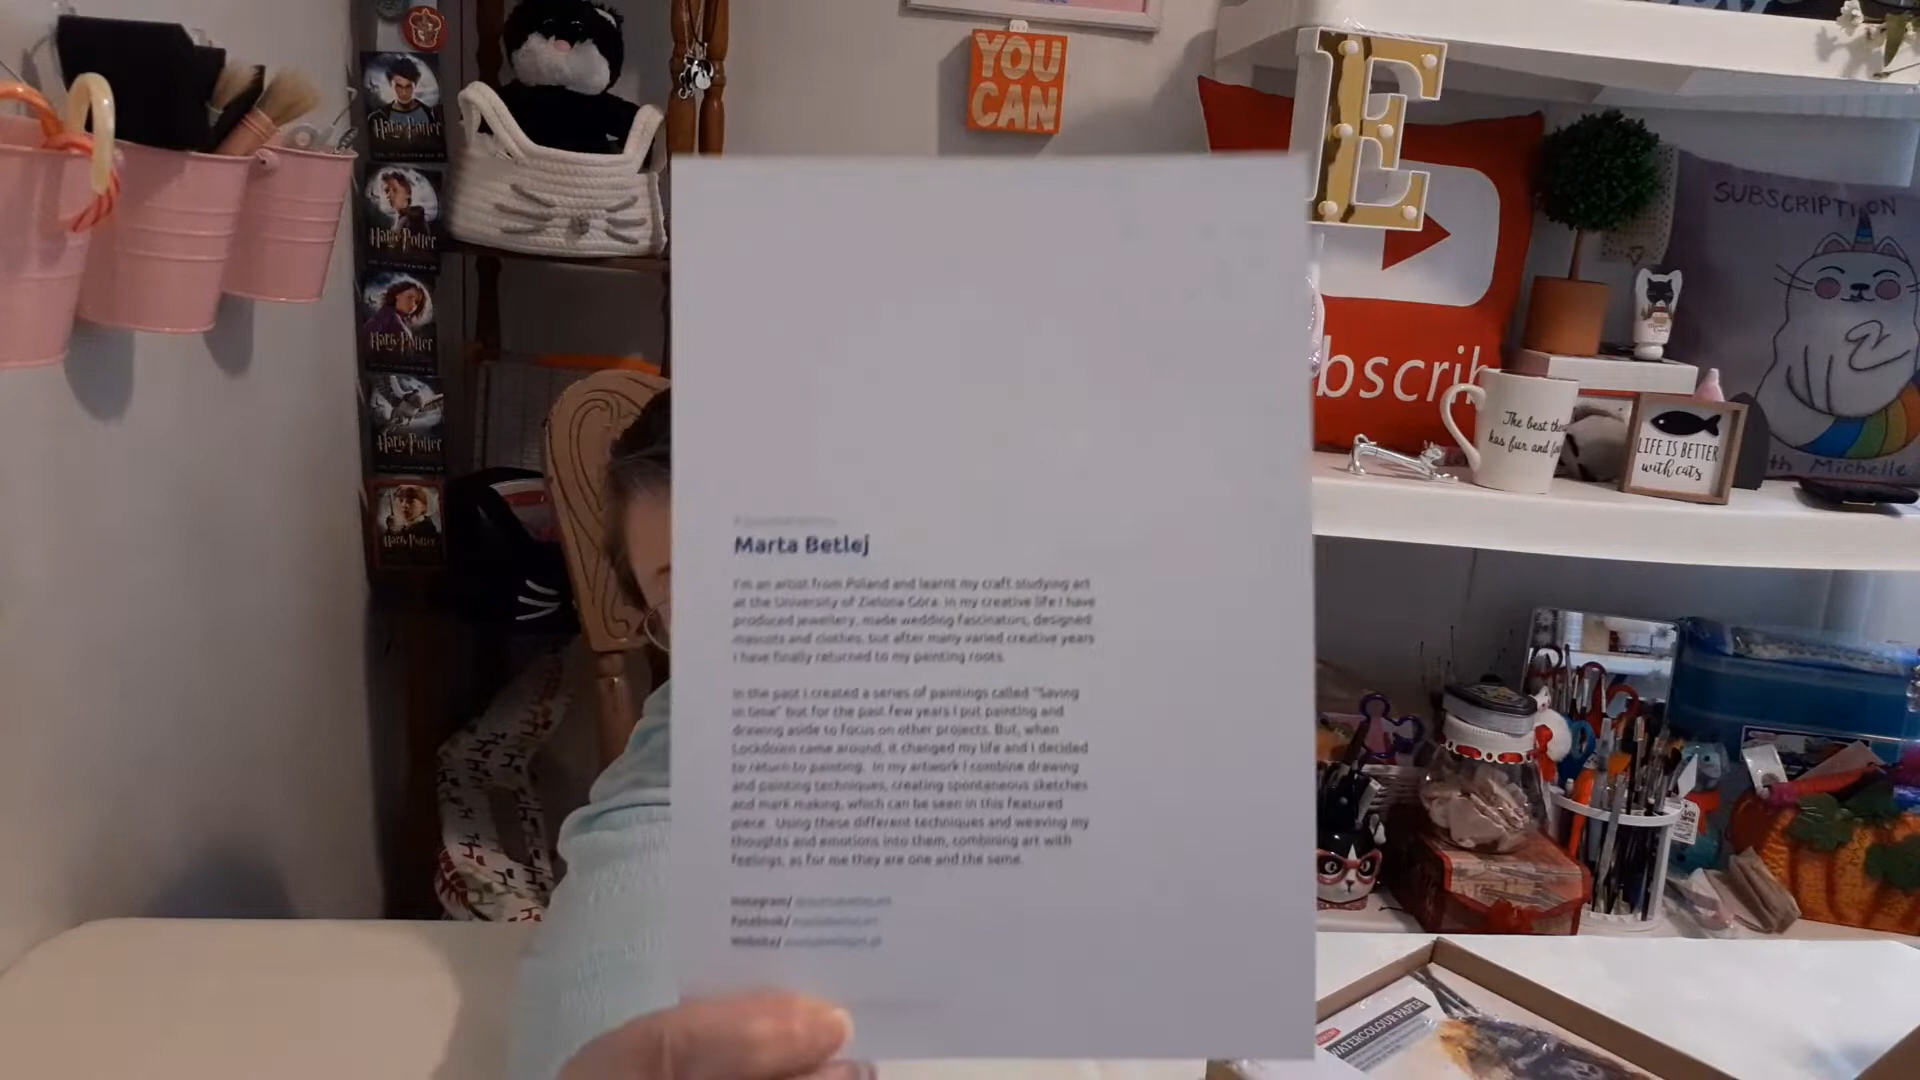 YOU
CAN
E
SUBSCRIPTION
Harry Potter
Harry Potter
Harry Potter
Harry Potter
Harry Potter
bscrib
The best
has fur and
LIFE IS BETTER
with cats
th Michelle
Marta Betlej
I'm an artist from Poland and learnt my craft studying art
at the University of Zielona Góra. In my creative life I have
produced jewellery, made wedding fascinators, designed
mascots and clothes, but after many varied creative years
I have finally returned to my painting roots.
In the past I created a series of paintings called "Saving
in time" but for the past few years I put painting and
drawing aside to focus on other projects. But, when
Lockdown came around, it changed my life and I decided
to return to painting. In my artwork I combine drawing
and painting techniques, creating spontaneous sketches
and mark making, which can be seen in this featured
piece. Using these different techniques and weaving my
thoughts and emotions into them, combining art with
feelings, as for me they are one and the same.
Instagram/
Facebook/
Website/
WATERCOLOUR PAPER